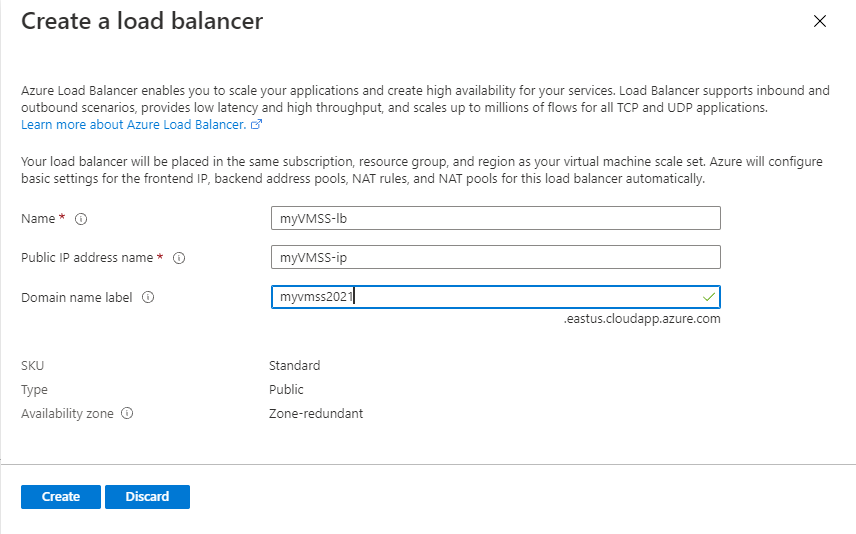 Create a load balancer
Azure Load Balancer enables you to scale your applications and create high availability for your services. Load Balancer supports inbound and
outbound scenarios, provides low latency and high throughput, and scales up to millions of flows for all TCP and UDP applications.
Learn more about Azure Load Balancer.
Your load balancer will be placed in the same subscription, resource group, and region as your virtual machine scale set. Azure will configure
basic settings for the frontend IP, backend address pools, NAT rules, and NAT pools for this load balancer automatically.
Name * myVMSS-lb
Public IP address name * myVMSS-ip
Domain name label myvmss2021
.eastus.cloudapp.azure.com
SKU Standard
Type Public
Availability zone Zone-redundant
Create Discard